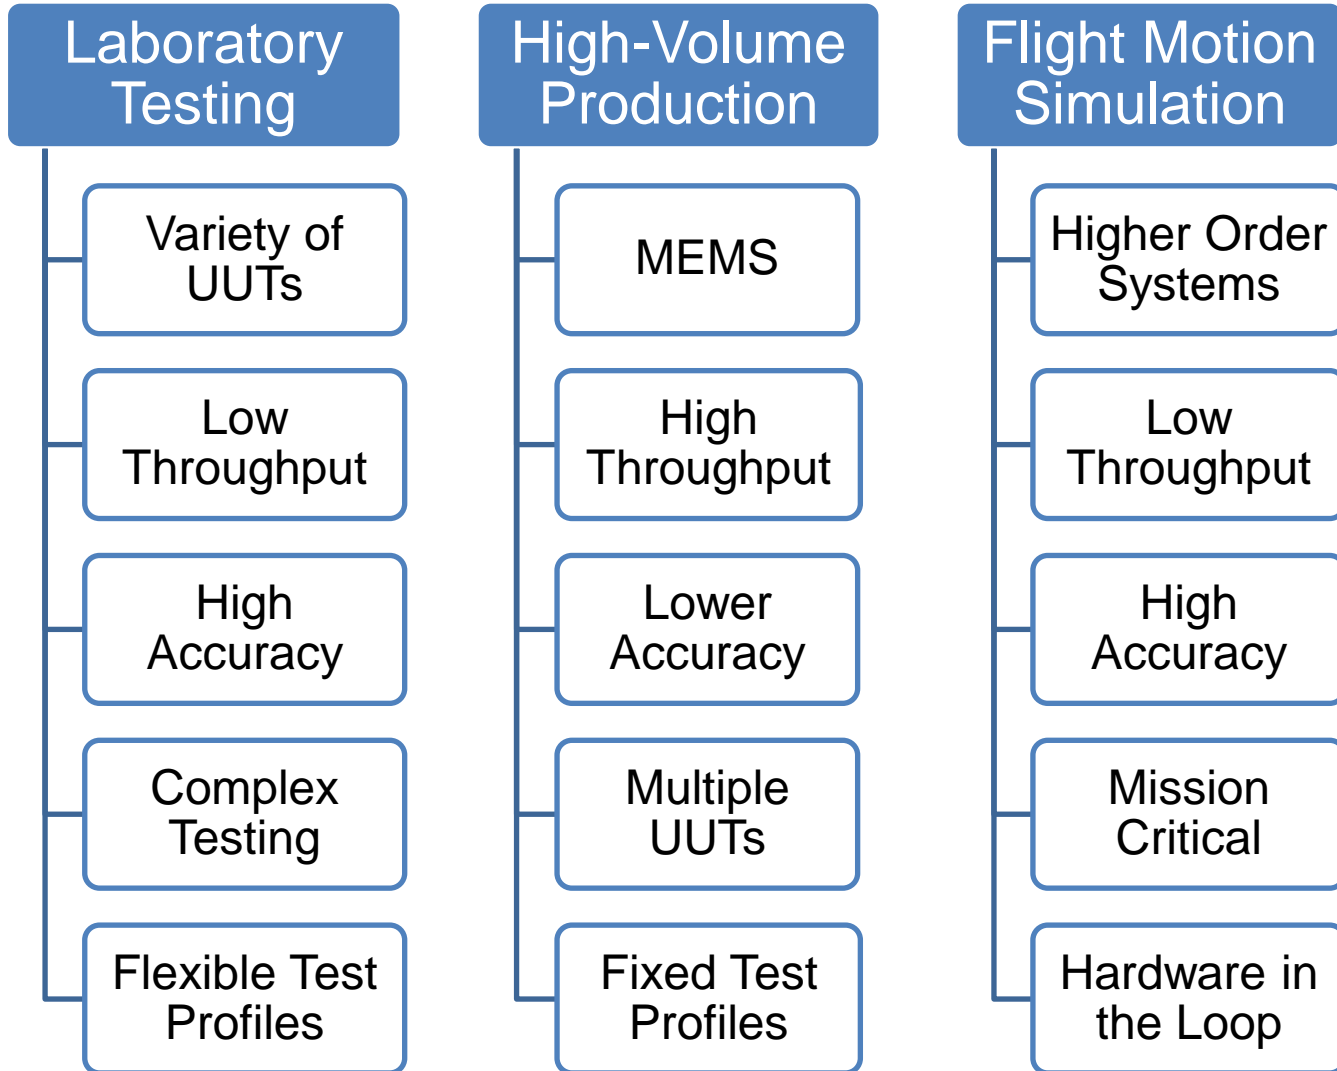 Laboratory
Testing
Variety of
UUTs
Low
Throughput
High
Accuracy
Complex
Testing
Flexible Test
Profiles
High-Volume
Production
MEMS
High
Throughput
Lower
Accuracy
Multiple
UUTs
Fixed Test
Profiles
Flight Motion
Simulation
Higher Order
Systems
Low
Throughput
High
Accuracy
Mission
Critical
Hardware in
the Loop